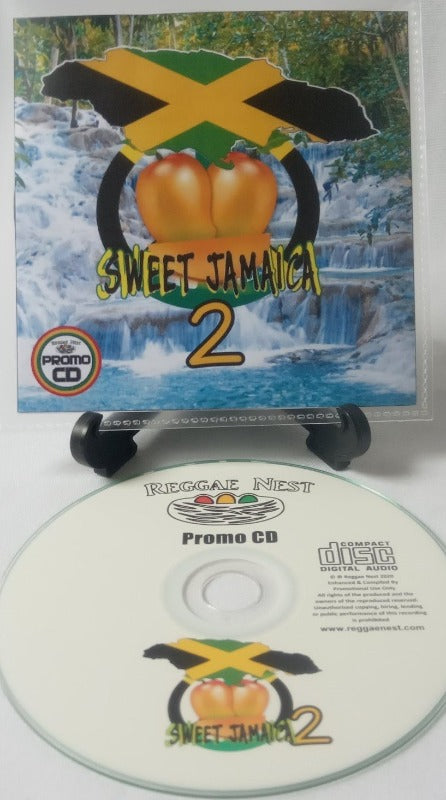 SWEET JAMAICA
2
Reggae Nest
PROMO
CD
REGGAE NEST
Promo CD
COMPACT
disc
DIGITAL AUDIO
© ℗ Reggae Nest 2020
Enhanced & Compiled By
Promotional Use Only.
All rights of the produced and the
owners of the reproduced reserved.
Unauthorised copying, hiring, lending
or public performance of this recording
is prohibited
www.reggaenest.com
SWEET JAMAICA 2